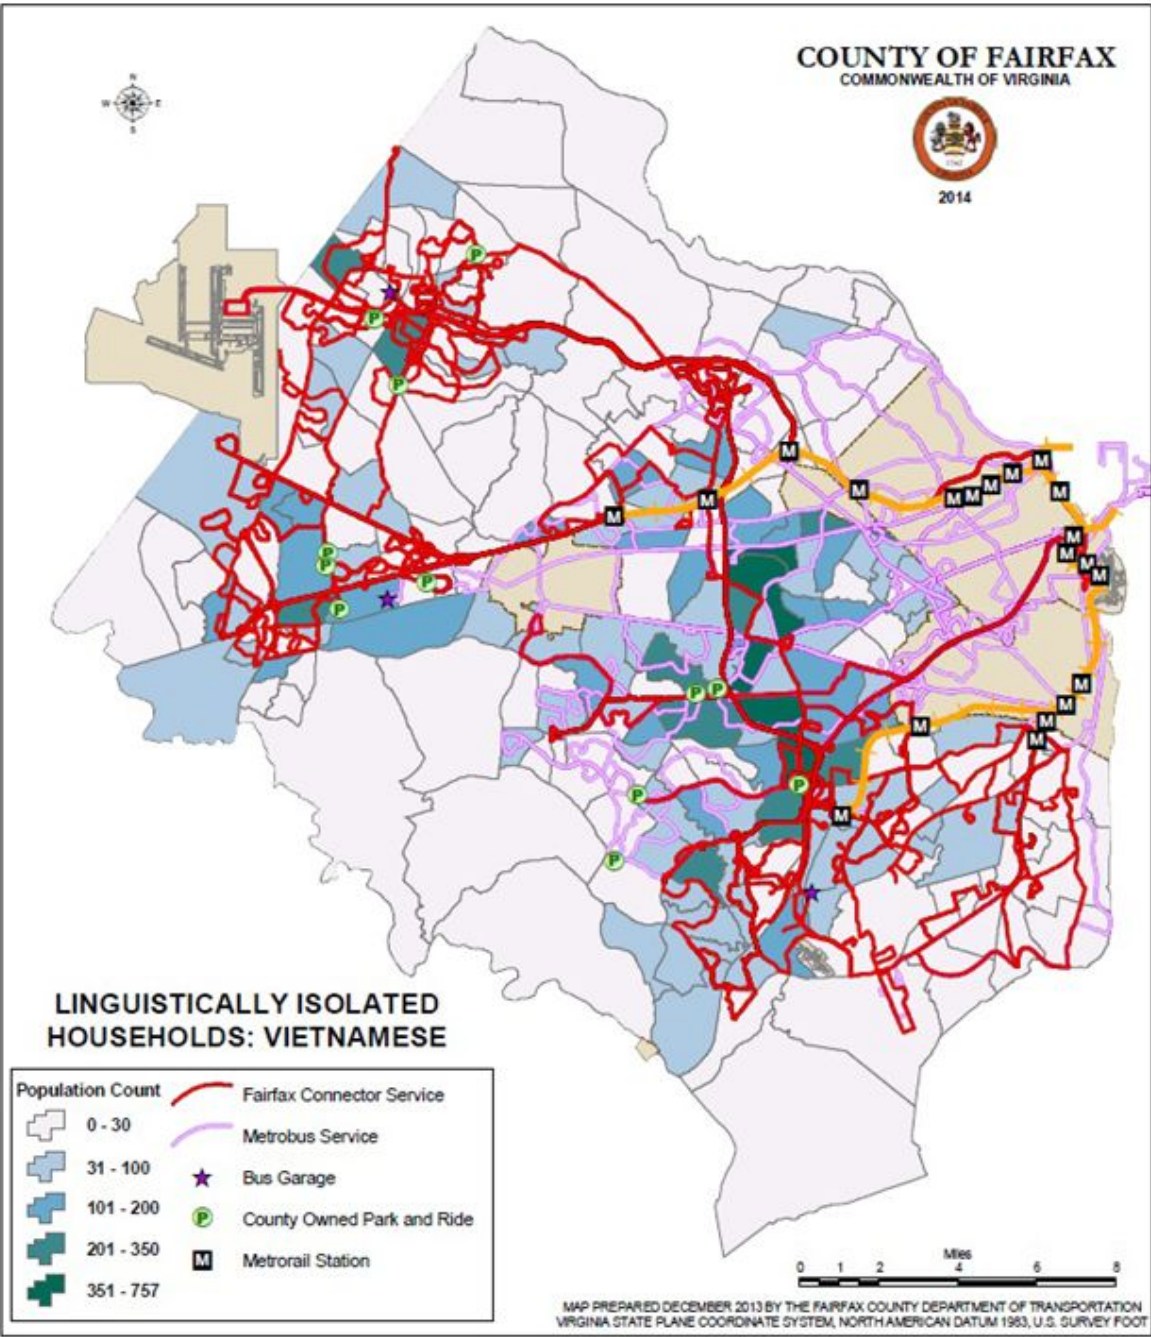 COUNTY OF FAIRFAX
COMMONWEALTH OF VIRGINIA
2014
N
W E
S
P
P
P
M
M
M
M
M
M
M
M
M
M
M
M
M
M
P
P
P
P
P
P
M
M
M
M
M
P
P
M
P
LINGUISTICALLY ISOLATED
HOUSEHOLDS: VIETNAMESE
Population Count
0 - 30
31 - 100
101 - 200
201 - 350
351 - 757
Fairfax Connector Service
Metrobus Service
Bus Garage
P County Owned Park and Ride
M Metrorail Station
Miles
0 1 2 4 6 8
MAP PREPARED DECEMBER 2013 BY THE FAIRFAX COUNTY DEPARTMENT OF TRANSPORTATION
VIRGINIA STATE PLANE COORDINATE SYSTEM, NORTH AMERICAN DATUM 1983, U.S. SURVEY FOOT